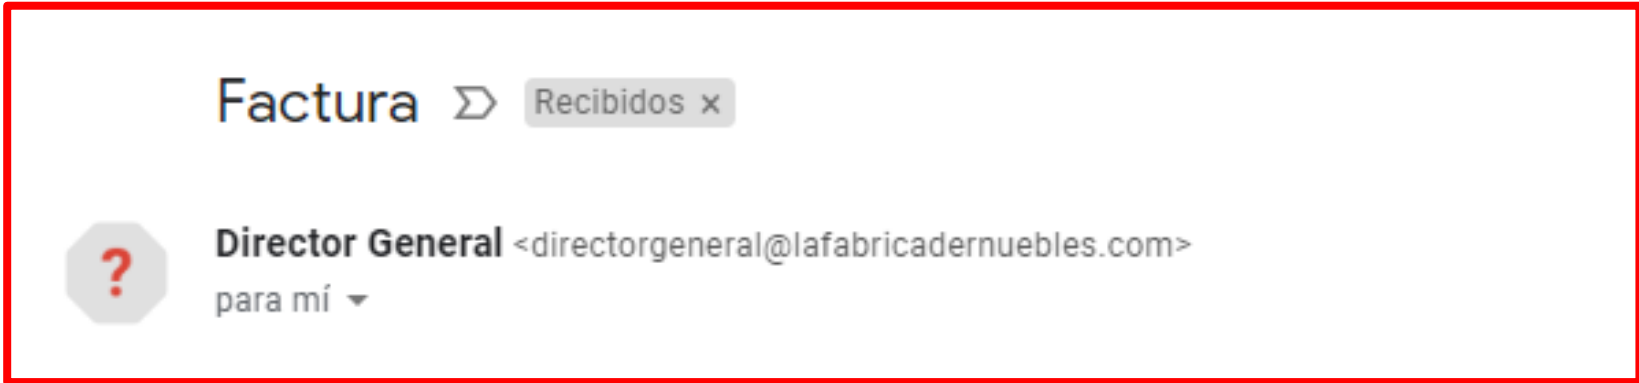 Factura Recibidos x
?
Director General <directorgeneral@lafabricadernuebles.com>
para mí